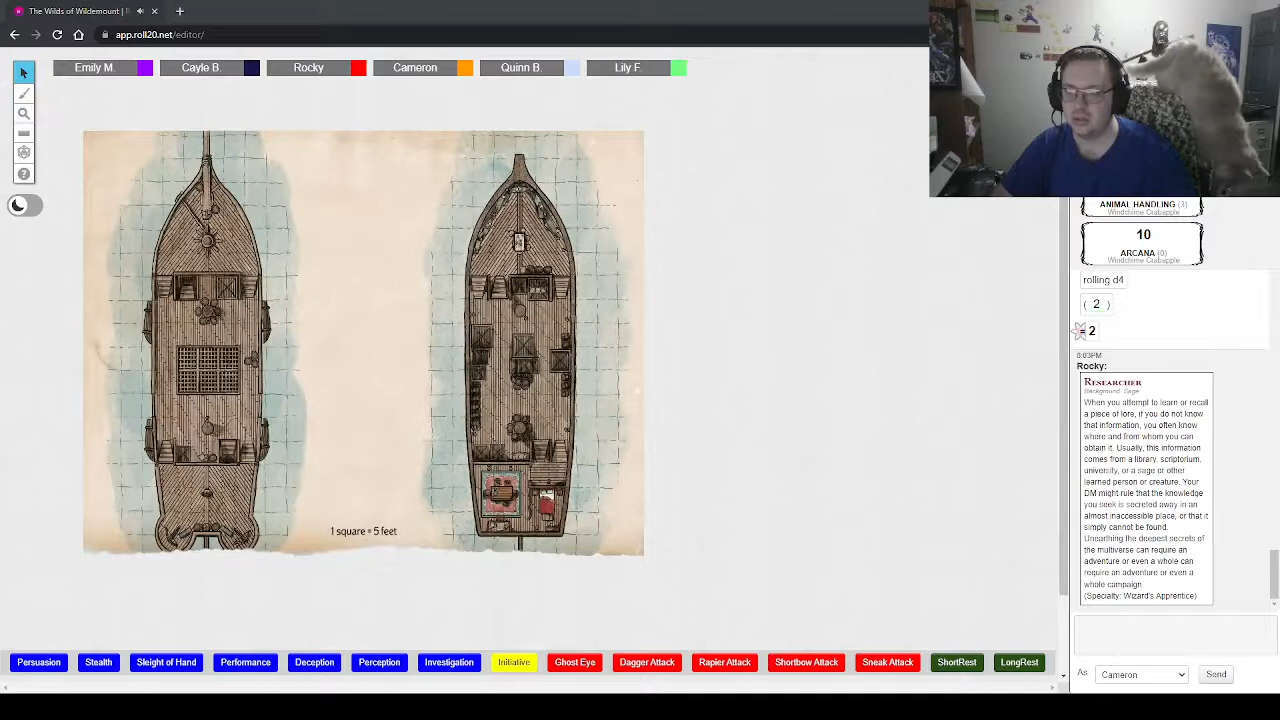 The Wilds of Wildemount |
app.roll20.net/editor/
Emily M.
Cayle B.
Rocky
Cameron
Quinn B.
Lily F.
1 square = 5 feet
ANIMAL HANDLING (3)
Windchime Crabapple
10
ARCANA (0)
Windchime Crabapple
rolling d4
( 2 )
= 2
8:03PM
Rocky:
RESEARCHER
Background: Sage
When you attempt to learn or recall
a piece of lore, if you do not know
that information, you often know
where and from whom you can
obtain it. Usually, this information
comes from a library, scriptorium,
university, or a sage or other
learned person or creature. Your
DM might rule that the knowledge
you seek is secreted away in an
almost inaccessible place, or that it
simply cannot be found.
Unearthing the deepest secrets of
the multiverse can require an
adventure or even a whole can
require an adventure or even a
whole campaign.
(Specialty: Wizard's Apprentice)
Persuasion
Stealth
Sleight of Hand
Performance
Deception
Perception
Investigation
Initiative
Ghost Eye
Dagger Attack
Rapier Attack
Shortbow Attack
Sneak Attack
ShortRest
LongRest
As:
Cameron
Send